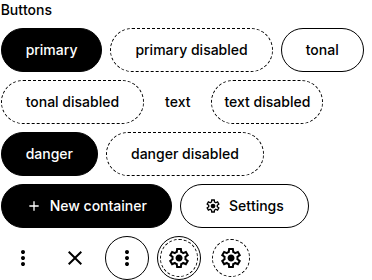 Buttons
primary primary disabled tonal
tonal disabled text text disabled
danger danger disabled
+ New container Settings